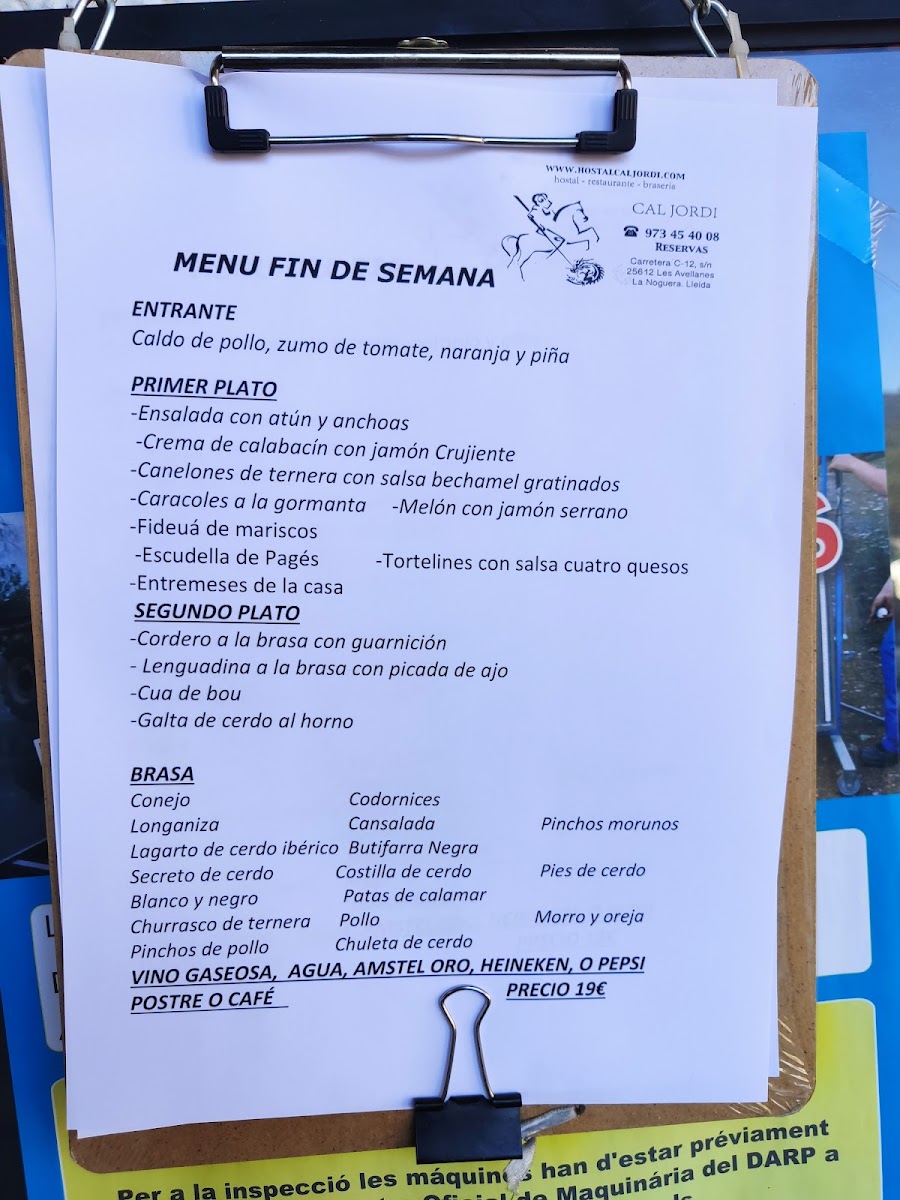 WWW.HOSTALCALJORDI.COM
hostal - restaurante - brasería
CAL JORDI
☎ 973 45 40 08
RESERVAS
Carretera C-12, s/n
25612 Les Avellanes
La Noguera. Lleida
MENU FIN DE SEMANA
ENTRANTE
Caldo de pollo, zumo de tomate, naranja y piña
PRIMER PLATO
-Ensalada con atún y anchoas
-Crema de calabacín con jamón Crujiente
-Canelones de ternera con salsa bechamel gratinados
-Caracoles a la gormanta -Melón con jamón serrano
-Fideuá de mariscos
-Escudella de Pagés -Tortelines con salsa cuatro quesos
-Entremeses de la casa
SEGUNDO PLATO
-Cordero a la brasa con guarnición
- Lenguadina a la brasa con picada de ajo
-Cua de bou
-Galta de cerdo al horno
BRASA
Conejo Codornices
Longaniza Cansalada Pinchos morunos
Lagarto de cerdo ibérico Butifarra Negra
Secreto de cerdo Costilla de cerdo Pies de cerdo
Blanco y negro Patas de calamar
Churrasco de ternera Pollo Morro y oreja
Pinchos de pollo Chuleta de cerdo
VINO GASEOSA, AGUA, AMSTEL ORO, HEINEKEN, O PEPSI
POSTRE O CAFÉ PRECIO 19€
Per a la inspecció les màquines han d'estar préviament
Oficial de Maquinária del DARP a